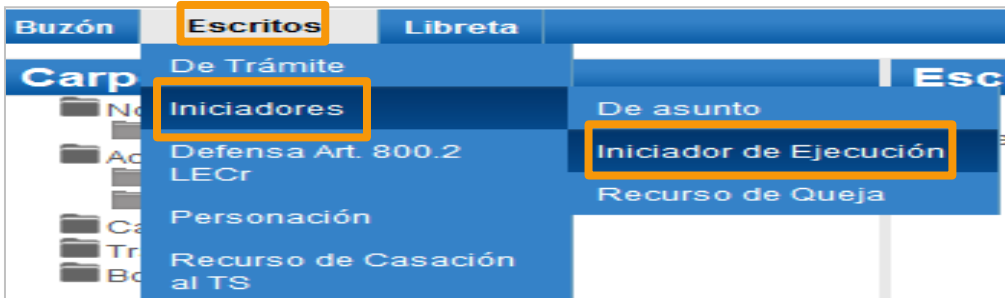 Buzón Escritos Libreta
Carp Esc
De Trámite
Iniciadores De asunto
Defensa Art. 800.2 Iniciador de Ejecución
LECr
Recurso de Queja
Personación
Recurso de Casación
al TS